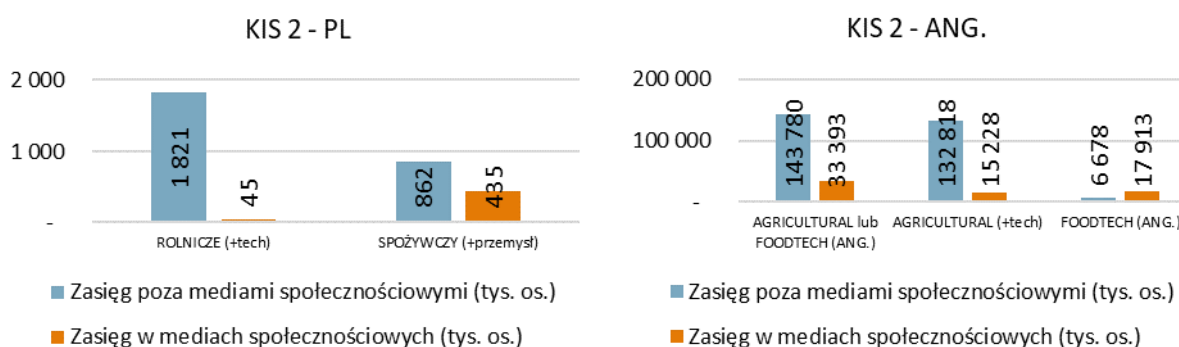 KIS 2 - PL
2 000
1 000
-
1 821
45
862
435
ROLNICZE (+tech)
SPOŻYWCZY (+przemysł)
Zasięg poza mediami społecznościowymi (tys. os.)
Zasięg w mediach społecznościowych (tys. os.)
KIS 2 - ANG.
200 000
100 000
-
143 780
33 393
132 818
15 228
6 678
17 913
AGRICULTURAL lub
FOODTECH (ANG.)
AGRICULTURAL (+tech)
FOODTECH (ANG.)
Zasięg poza mediami społecznościowymi (tys. os.)
Zasięg w mediach społecznościowych (tys. os.)